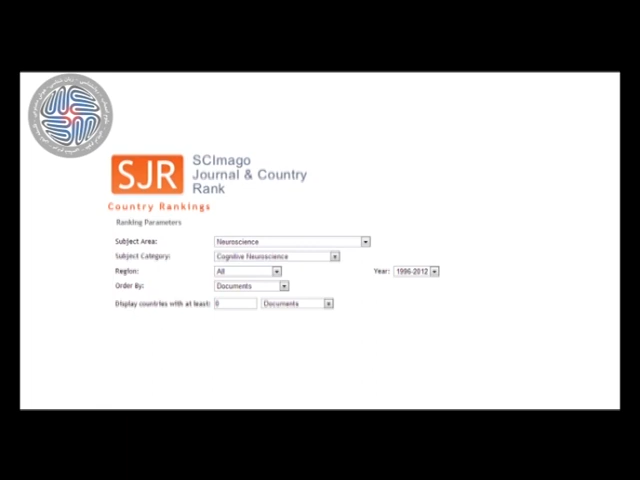 SJR
SCImago
Journal & Country
Rank
Country Rankings
Ranking Parameters
Subject Area: Neuroscience
Subject Category: Cognitive Neuroscience
Region: All Year: 1996-2012
Order By: Documents
Display countries with at least: 0 Documents